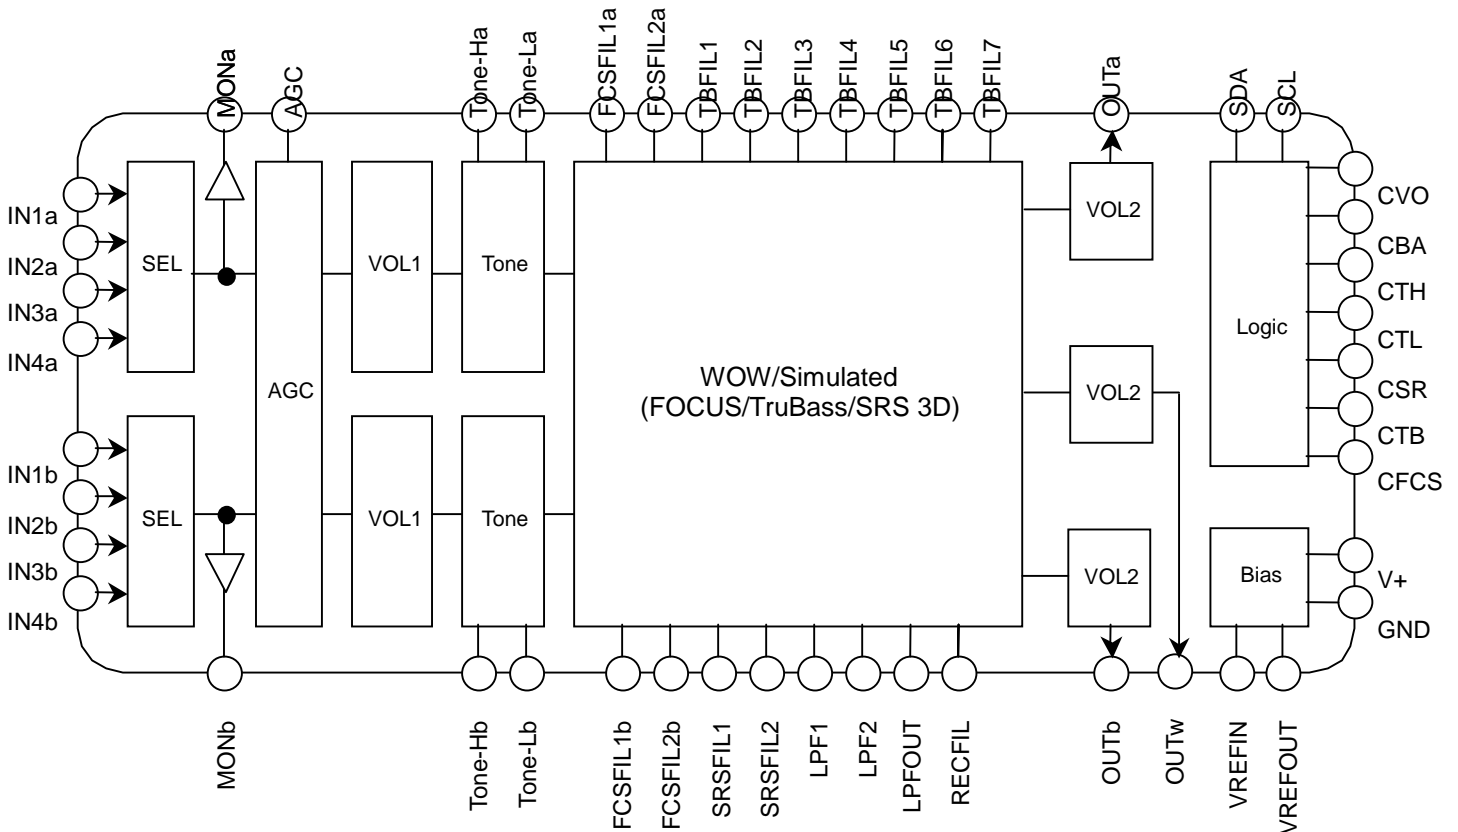 MONa
AGC
Tone-Ha
Tone-La
FCSFIL1a
FCSFIL2a
TBFIL1
TBFIL2
TBFIL3
TBFIL4
TBFIL5
TBFIL6
TBFIL7
OUTa
SDA
SCL
IN1a
IN2a
IN3a
IN4a
SEL
VOL1
Tone
VOL2
CVO
CBA
CTH
CTL
CSR
CTB
CFCS
Logic
AGC
WOW/Simulated
(FOCUS/TruBass/SRS 3D)
VOL2
IN1b
IN2b
IN3b
IN4b
SEL
VOL1
Tone
VOL2
Bias
V+
GND
MONb
Tone-Hb
Tone-Lb
FCSFIL1b
FCSFIL2b
SRSFIL1
SRSFIL2
LPF1
LPF2
LPFOUT
RECFIL
OUTb
OUTw
VREFIN
VREFOUT